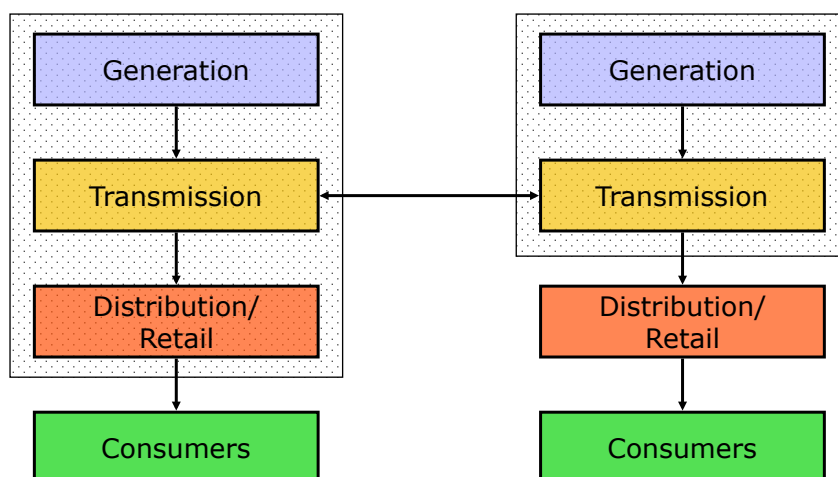 Generation
Generation
Transmission
Transmission
Distribution/
Retail
Distribution/
Retail
Consumers
Consumers